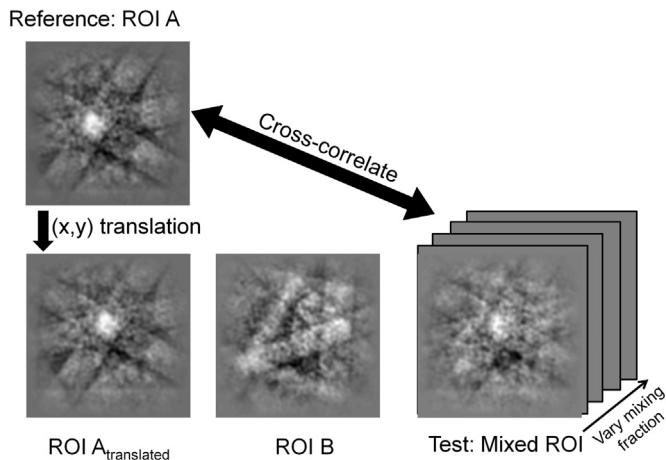 Reference: ROI A
Cross-correlate
(x,y) translation
ROI Atranslated
ROI B
Test: Mixed ROI
Vary mixing
fraction